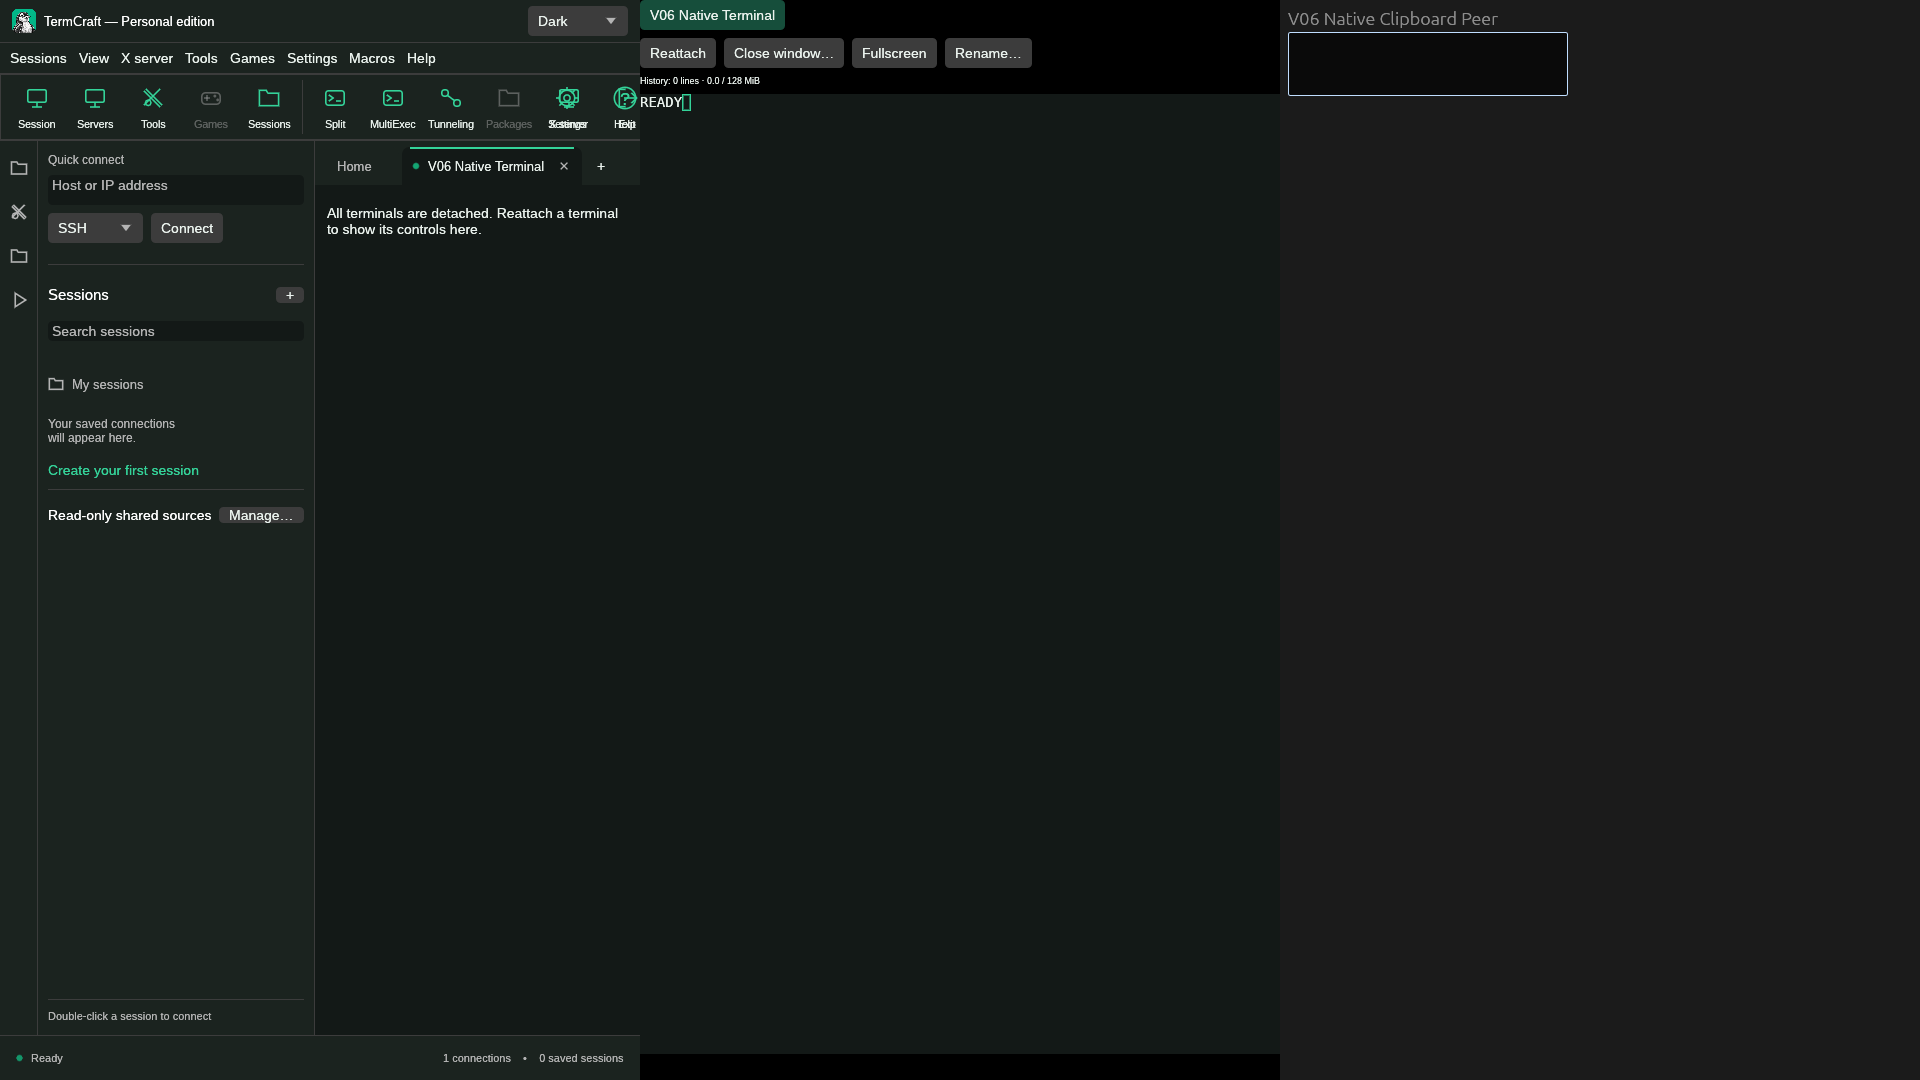 TermCraft — Personal edition
Dark
Sessions View X server Tools Games Settings Macros Help
Session Servers Tools Games Sessions Split MultiExec Tunneling Packages Settings Help
Quick connect
Host or IP address
SSH Connect
Sessions +
Search sessions
My sessions
Your saved connections
will appear here.
Create your first session
Read-only shared sources Manage…
Double-click a session to connect
Home V06 Native Terminal × +
All terminals are detached. Reattach a terminal
to show its controls here.
Ready 1 connections • 0 saved sessions
V06 Native Terminal
Reattach Close window… Fullscreen Rename…
History: 0 lines · 0.0 / 128 MiB
READY
V06 Native Clipboard Peer